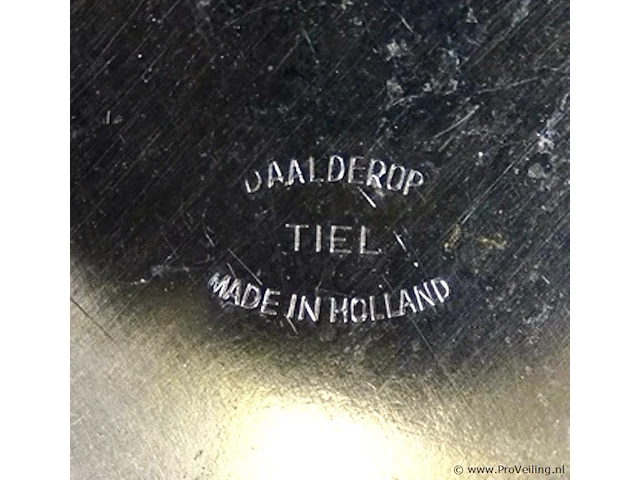 DAALDEROP
TIEL
MADE IN HOLLAND
© www.ProVeiling.nl